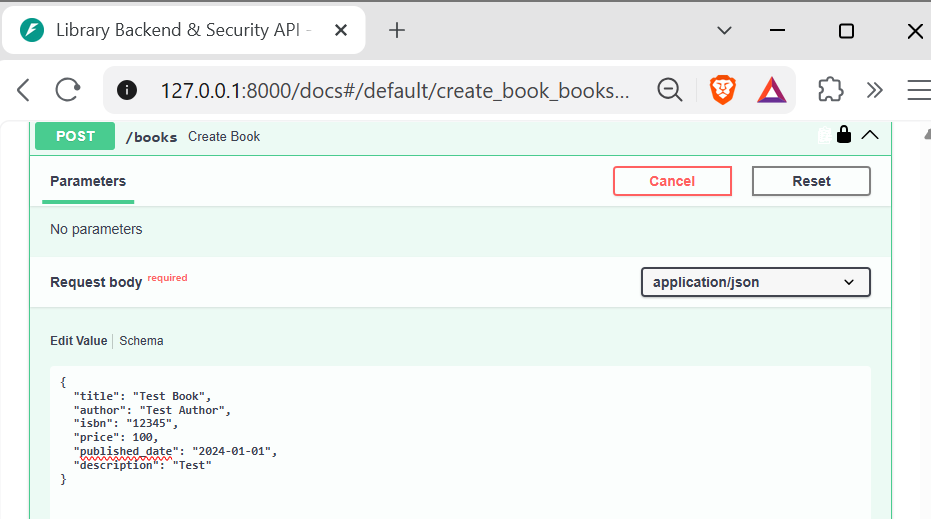 Library Backend & Security API -
127.0.0.1:8000/docs#/default/create_book_books...
POST /books Create Book
Parameters
Cancel
Reset
No parameters
Request body required
application/json
Edit Value Schema
{
"title": "Test Book",
"author": "Test Author",
"isbn": "12345",
"price": 100,
"published_date": "2024-01-01",
"description": "Test"
}